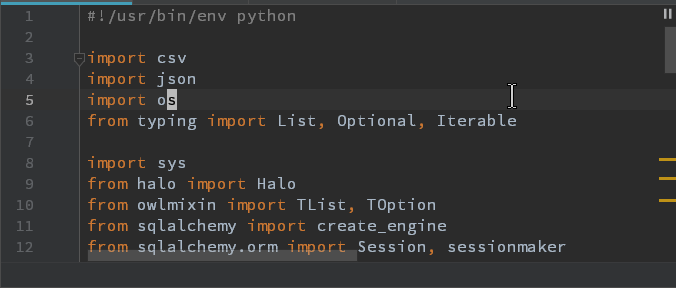 1 #!/usr/bin/env python
2
3 import csv
4 import json
5 import os
6 from typing import List, Optional, Iterable
7
8 import sys
9 from halo import Halo
10 from owlmixin import TList, TOption
11 from sqlalchemy import create_engine
12 from sqlalchemy.orm import Session, sessionmaker